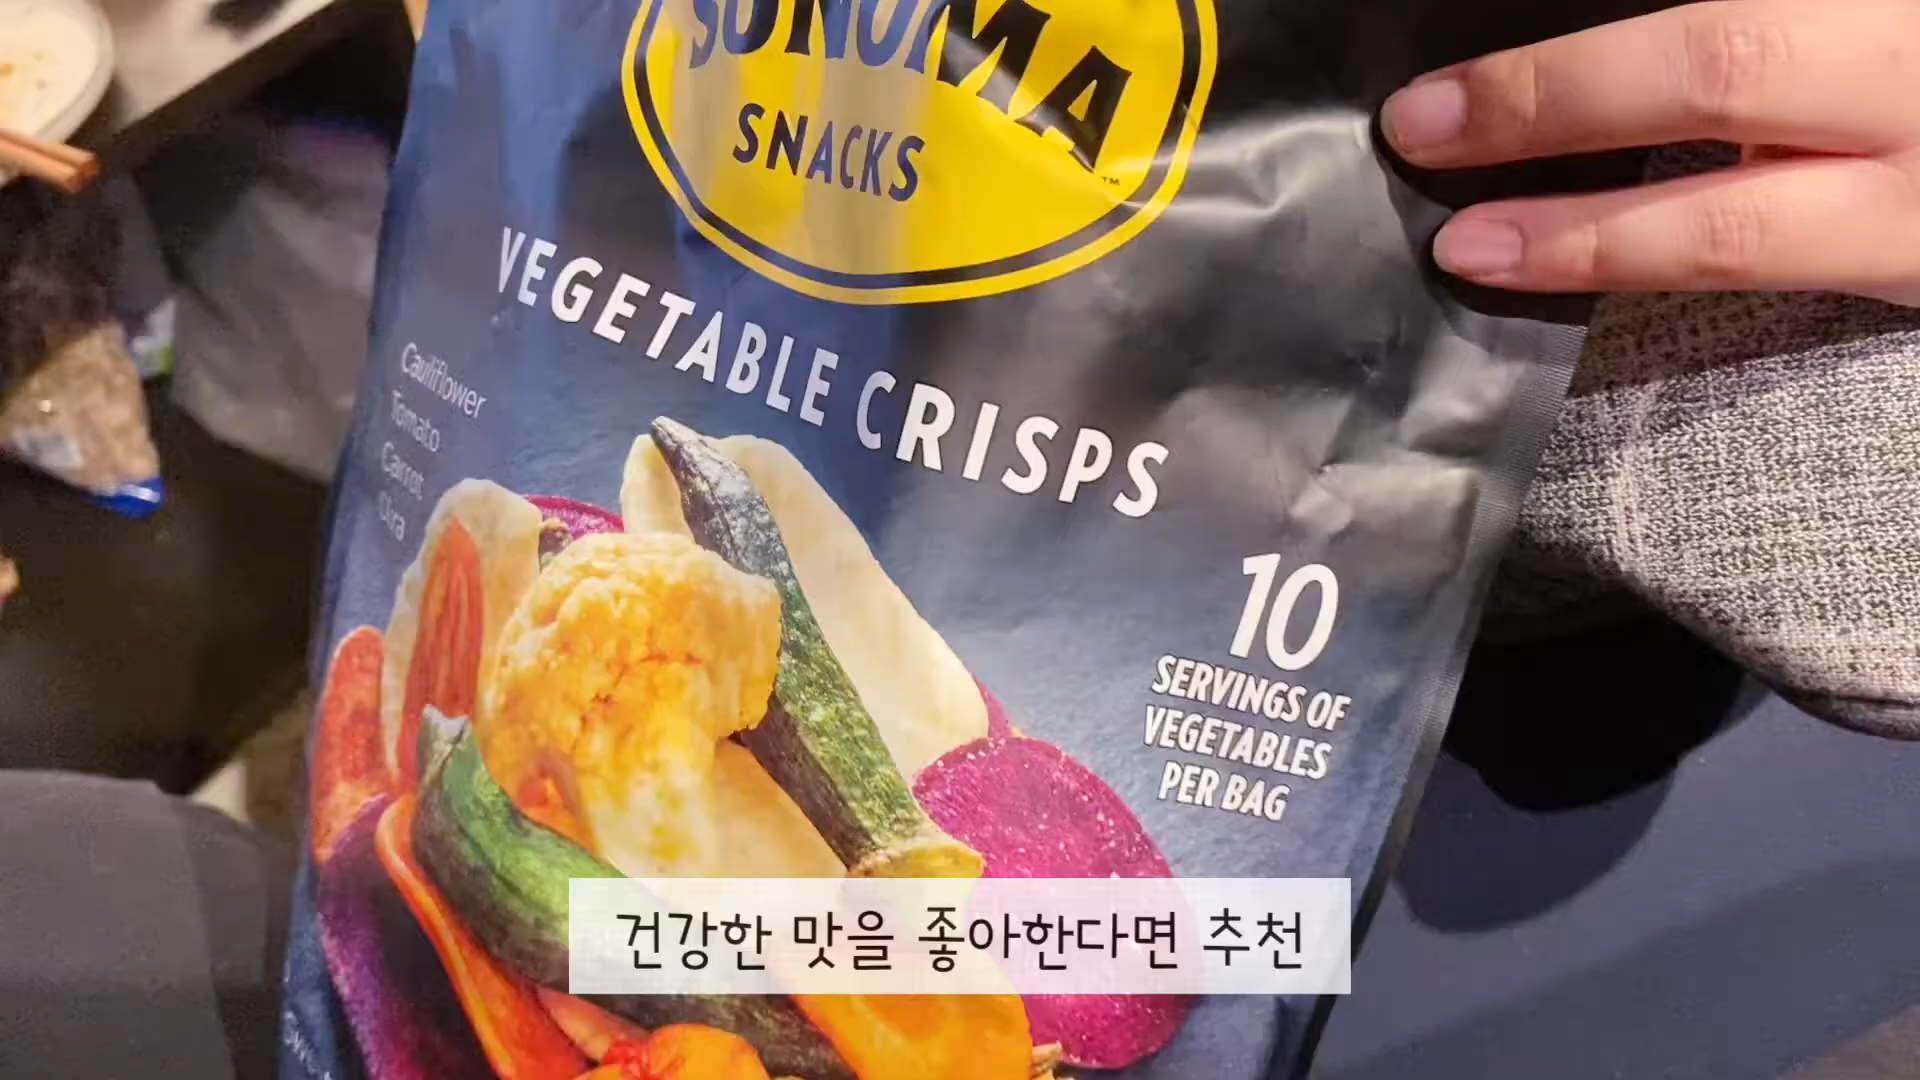 SONOMA
SNACKS
™
VEGETABLE CRISPS
Cauliflower
Tomato
Carrot
Okra
10
SERVINGS OF
VEGETABLES
PER BAG
건강한 맛을 좋아한다면 추천